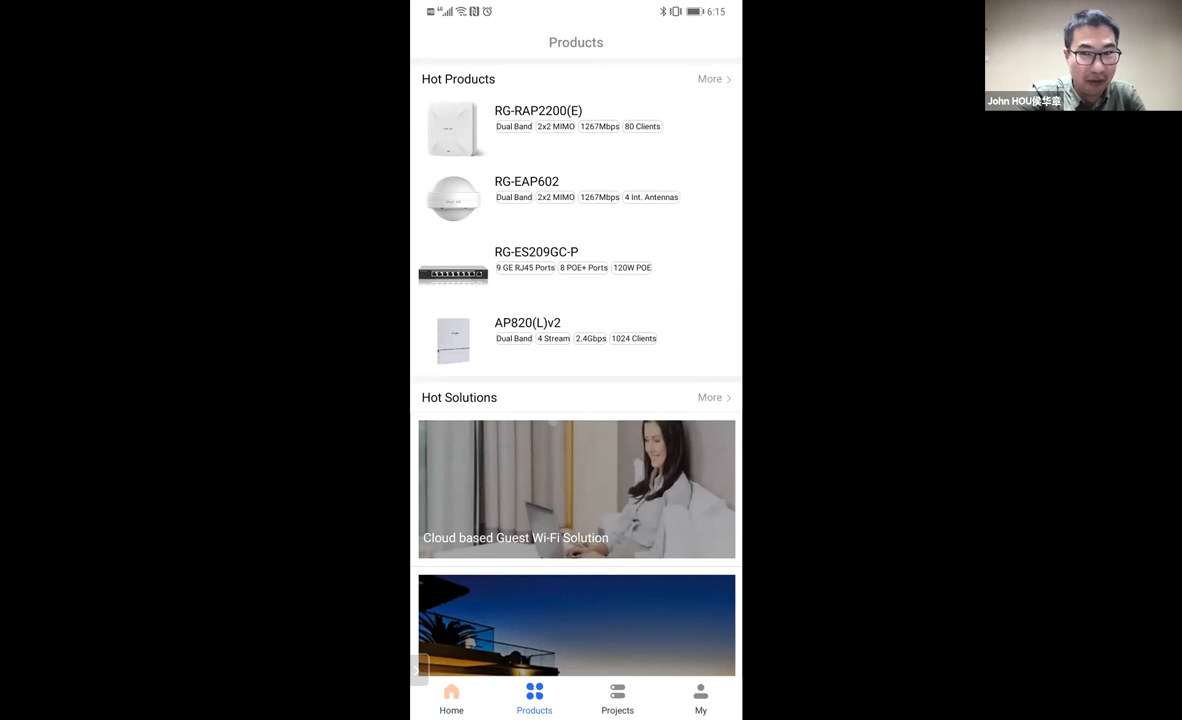 HD 4G 6:15
Products
John HOU侯华章
Hot Products More >
RG-RAP2200(E)
Dual Band 2x2 MIMO 1267Mbps 80 Clients
RG-EAP602
Dual Band 2x2 MIMO 1267Mbps 4 Int. Antennas
RG-ES209GC-P
9 GE RJ45 Ports 8 POE+ Ports 120W POE
AP820(L)v2
Dual Band 4 Stream 2.4Gbps 1024 Clients
Hot Solutions More >
Cloud based Guest Wi-Fi Solution
Home Products Projects My